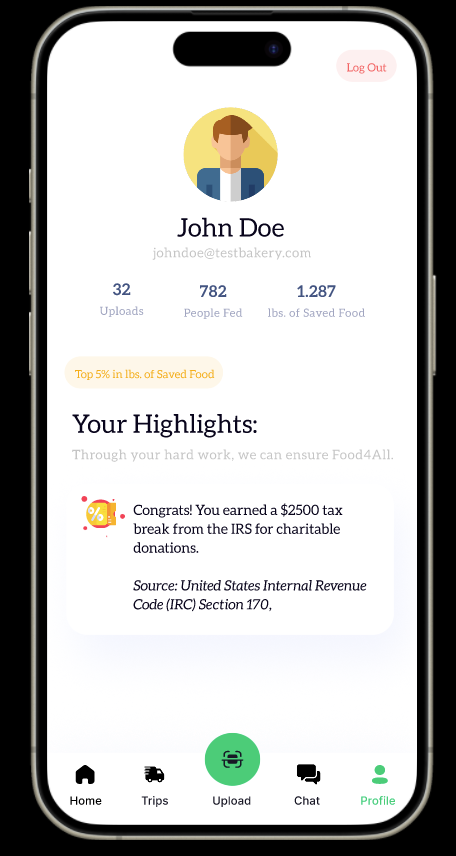 Log Out
John Doe
johndoe@testbakery.com
32
Uploads
782
People Fed
1.287
lbs. of Saved Food
Top 5% in lbs. of Saved Food
Your Highlights:
Through your hard work, we can ensure Food4All.
%
Congrats! You earned a $2500 tax
break from the IRS for charitable
donations.
Source: United States Internal Revenue
Code (IRC) Section 170,
Home
Trips
Upload
Chat
Profile